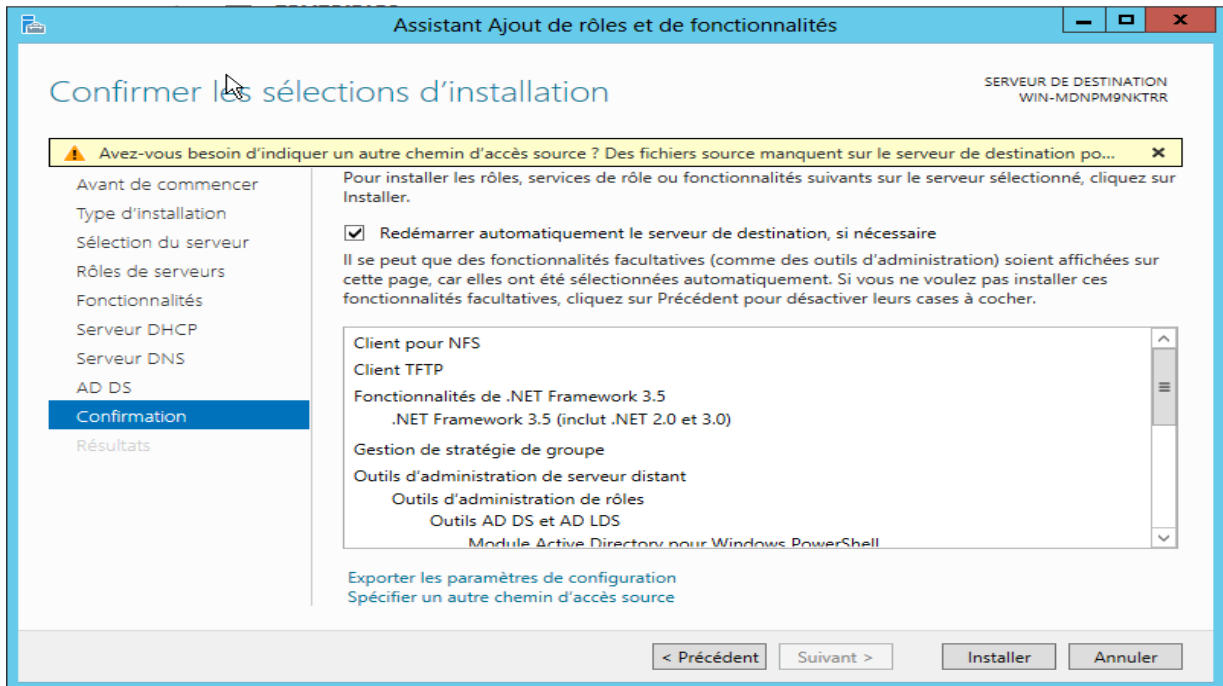 Assistant Ajout de rôles et de fonctionnalités
Confirmer les sélections d'installation
SERVEUR DE DESTINATION
WIN-MDNPM9NKTRR
Avez-vous besoin d'indiquer un autre chemin d'accès source ? Des fichiers source manquent sur le serveur de destination po...
Avant de commencer
Type d'installation
Sélection du serveur
Rôles de serveurs
Fonctionnalités
Serveur DHCP
Serveur DNS
AD DS
Confirmation
Résultats
Pour installer les rôles, services de rôle ou fonctionnalités suivants sur le serveur sélectionné, cliquez sur
Installer.
Redémarrer automatiquement le serveur de destination, si nécessaire
Il se peut que des fonctionnalités facultatives (comme des outils d'administration) soient affichées sur
cette page, car elles ont été sélectionnées automatiquement. Si vous ne voulez pas installer ces
fonctionnalités facultatives, cliquez sur Précédent pour désactiver leurs cases à cocher.
Client pour NFS
Client TFTP
Fonctionnalités de .NET Framework 3.5
.NET Framework 3.5 (inclut .NET 2.0 et 3.0)
Gestion de stratégie de groupe
Outils d'administration de serveur distant
Outils d'administration de rôles
Outils AD DS et AD LDS
Module Active Directory pour Windows PowerShell
Exporter les paramètres de configuration
Spécifier un autre chemin d'accès source
< Précédent
Suivant >
Installer
Annuler